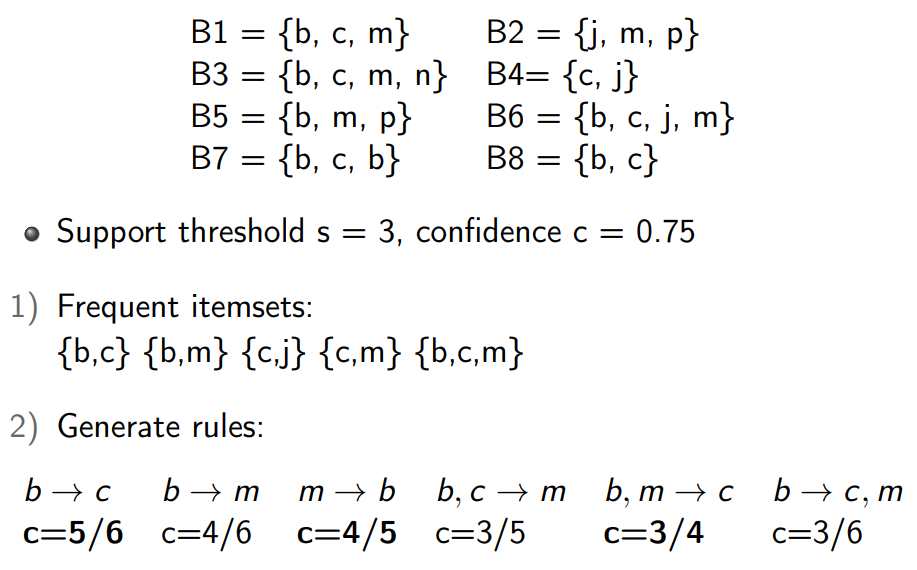 B1 = {b, c, m} B2 = {j, m, p}
B3 = {b, c, m, n} B4= {c, j}
B5 = {b, m, p} B6 = {b, c, j, m}
B7 = {b, c, b} B8 = {b, c}
Support threshold s = 3, confidence c = 0.75
1) Frequent itemsets:
{b,c} {b,m} {c,j} {c,m} {b,c,m}
2) Generate rules:
b → c b → m m → b b, c → m b, m → c b → c, m
c=5/6 c=4/6 c=4/5 c=3/5 c=3/4 c=3/6